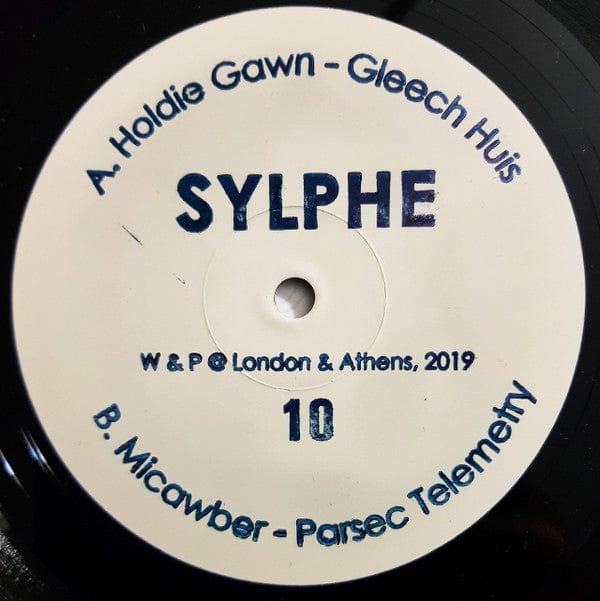 A. Holdie Gawn - Gleech Huis
SYLPHE
W & P @ London & Athens, 2019
10
B. Micawber - Parsec Telemetry